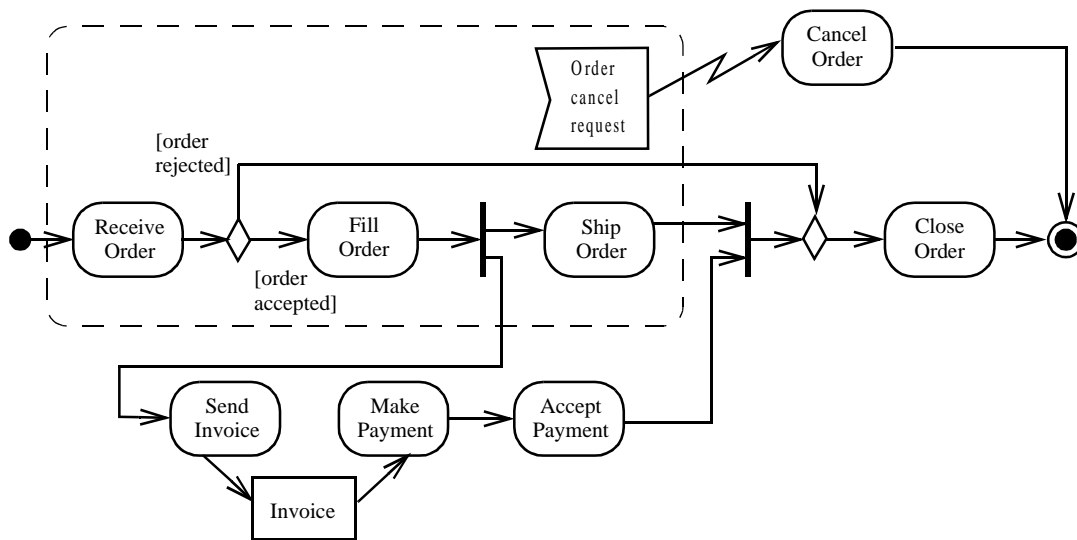 Cancel
Order
Order
cancel
request
[order
rejected]
Receive
Order
Fill
Order
Ship
Order
Close
Order
[order
accepted]
Send
Invoice
Make
Payment
Accept
Payment
Invoice